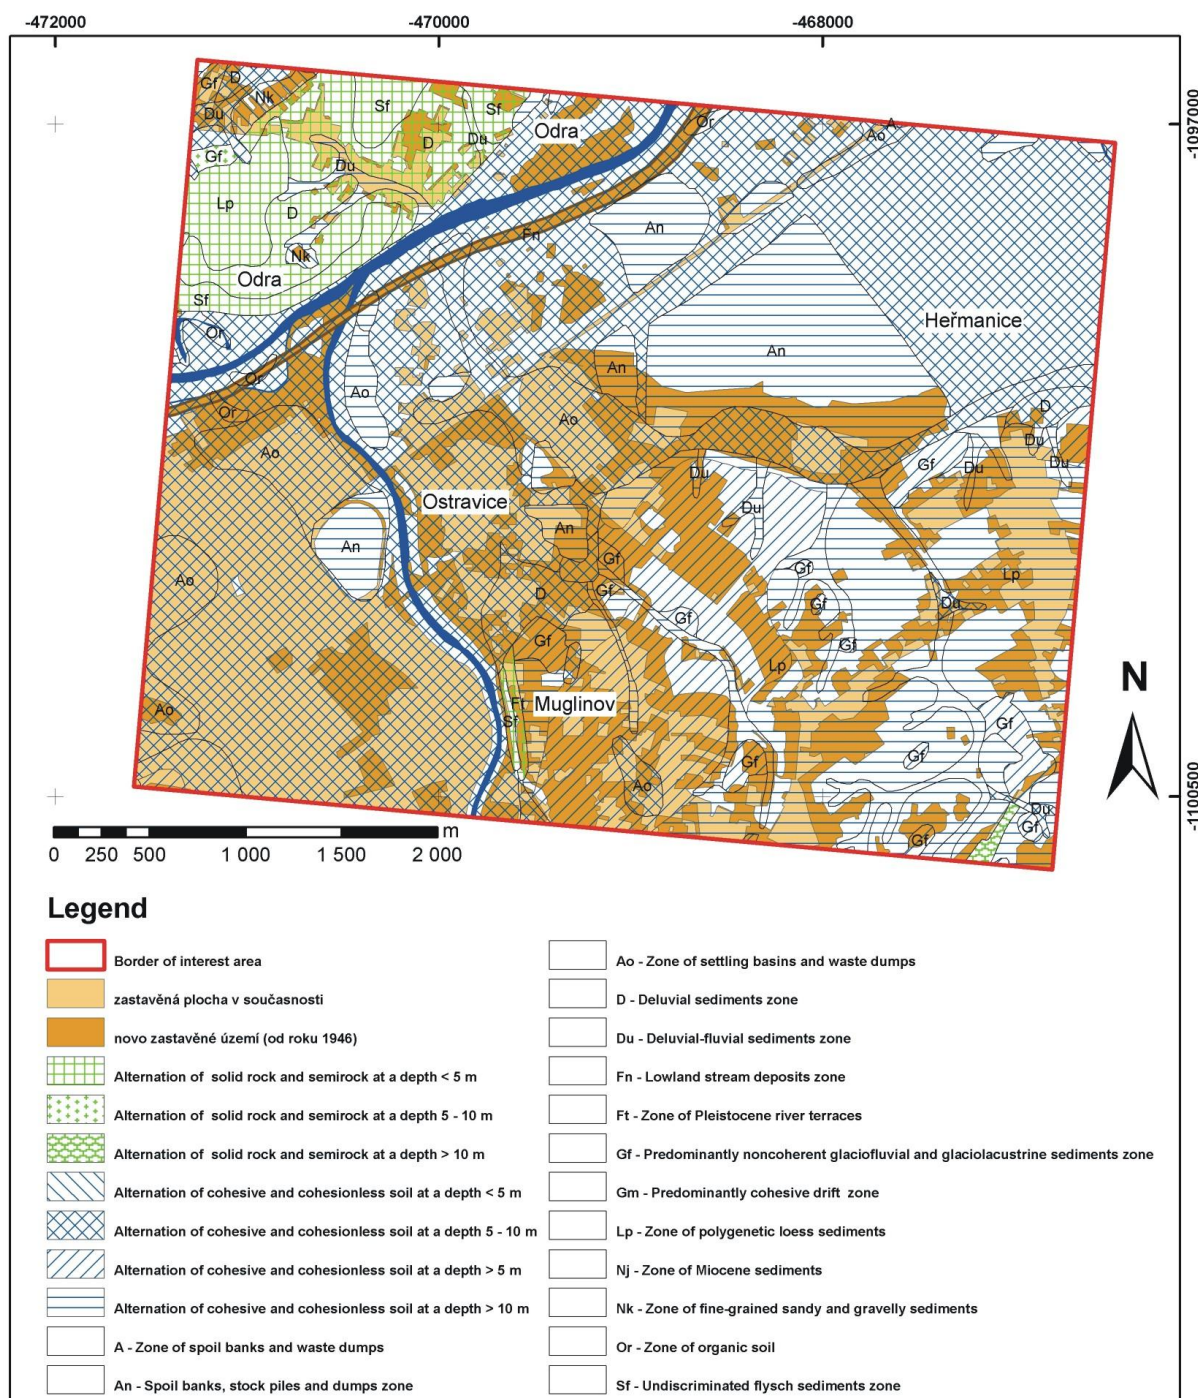 -472000
-470000
-468000
-1097000
-1100500
Gf
D
Nk
Du
Sf
Sf
Odra
Or
A
Ao
Gf
Du
D
Du
Lp
D
An
Fn
Nk
Odra
Sf
Or
Heřmanice
An
Or
An
Ao
Or
Ao
D
Ao
Du
Du
Gf
Du
Du
Ostravice
Du
An
An
Gf
Gf
Ao
Gf
D
Lp
Gf
Du
Gf
Gf
Gf
Lp
Ft
Muglinov
Sf
Ao
Gf
Gf
Gf
Ao
Du
Gf
Gf
N
m
0 250 500 1 000 1 500 2 000
Legend
Border of interest area
zastavěná plocha v současnosti
novo zastavěné území (od roku 1946)
Alternation of solid rock and semirock at a depth < 5 m
Alternation of solid rock and semirock at a depth 5 - 10 m
Alternation of solid rock and semirock at a depth > 10 m
Alternation of cohesive and cohesionless soil at a depth < 5 m
Alternation of cohesive and cohesionless soil at a depth 5 - 10 m
Alternation of cohesive and cohesionless soil at a depth > 5 m
Alternation of cohesive and cohesionless soil at a depth > 10 m
A - Zone of spoil banks and waste dumps
An - Spoil banks, stock piles and dumps zone
Ao - Zone of settling basins and waste dumps
D - Deluvial sediments zone
Du - Deluvial-fluvial sediments zone
Fn - Lowland stream deposits zone
Ft - Zone of Pleistocene river terraces
Gf - Predominantly noncoherent glaciofluvial and glaciolacustrine sediments zone
Gm - Predominantly cohesive drift zone
Lp - Zone of polygenetic loess sediments
Nj - Zone of Miocene sediments
Nk - Zone of fine-grained sandy and gravelly sediments
Or - Zone of organic soil
Sf - Undiscriminated flysch sediments zone